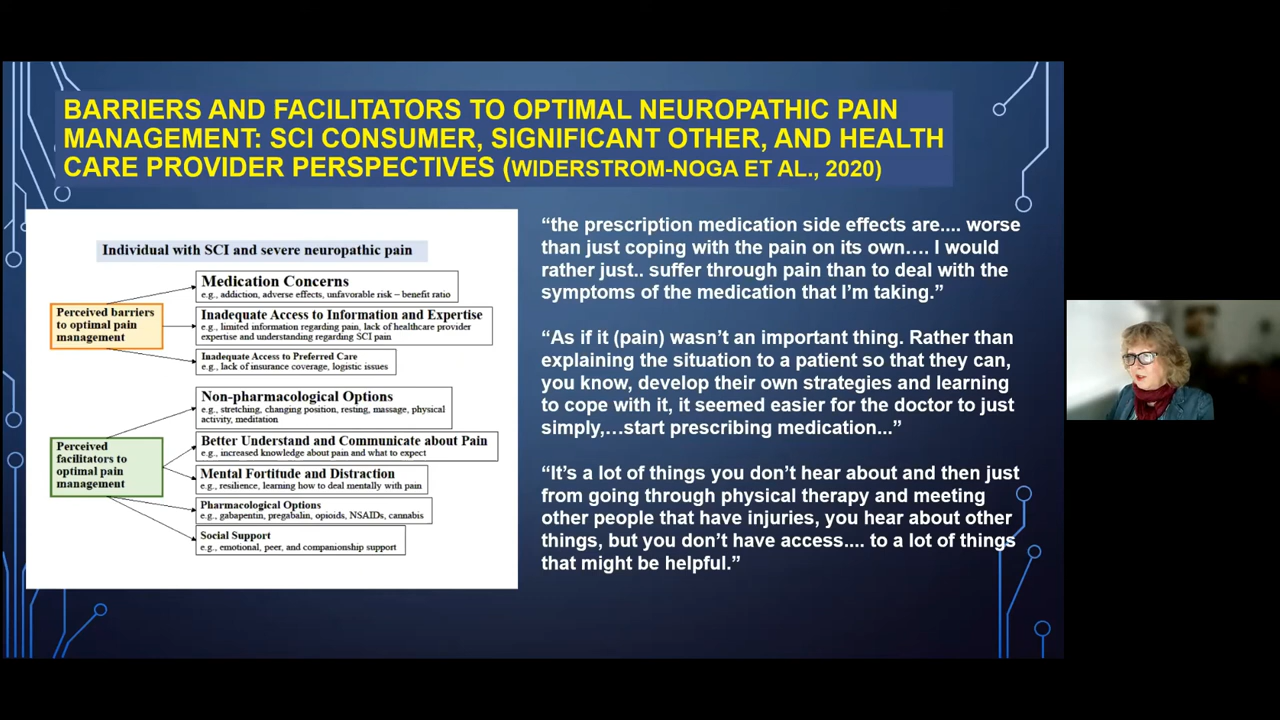 BARRIERS AND FACILITATORS TO OPTIMAL NEUROPATHIC PAIN
MANAGEMENT: SCI CONSUMER, SIGNIFICANT OTHER, AND HEALTH
CARE PROVIDER PERSPECTIVES (WIDERSTROM-NOGA ET AL., 2020)
Individual with SCI and severe neuropathic pain
Perceived barriers
to optimal pain
management
Medication Concerns
e.g., addiction, adverse effects, unfavorable risk – benefit ratio
Inadequate Access to Information and Expertise
e.g., limited information regarding pain, lack of healthcare provider
expertise and understanding regarding SCI pain
Inadequate Access to Preferred Care
e.g., lack of insurance coverage, logistic issues
Perceived
facilitators to
optimal pain
management
Non-pharmacological Options
e.g., stretching, changing position, resting, massage, physical
activity, meditation
Better Understand and Communicate about Pain
e.g., increased knowledge about pain and what to expect
Mental Fortitude and Distraction
e.g., resilience, learning how to deal mentally with pain
Pharmacological Options
e.g., gabapentin, pregabalin, opioids, NSAIDs, cannabis
Social Support
e.g., emotional, peer, and companionship support
“the prescription medication side effects are.... worse
than just coping with the pain on its own…. I would
rather just.. suffer through pain than to deal with the
symptoms of the medication that I’m taking.”
“As if it (pain) wasn’t an important thing. Rather than
explaining the situation to a patient so that they can,
you know, develop their own strategies and learning
to cope with it, it seemed easier for the doctor to just
simply,…start prescribing medication...”
“It’s a lot of things you don’t hear about and then just
from going through physical therapy and meeting
other people that have injuries, you hear about other
things, but you don’t have access.... to a lot of things
that might be helpful.”